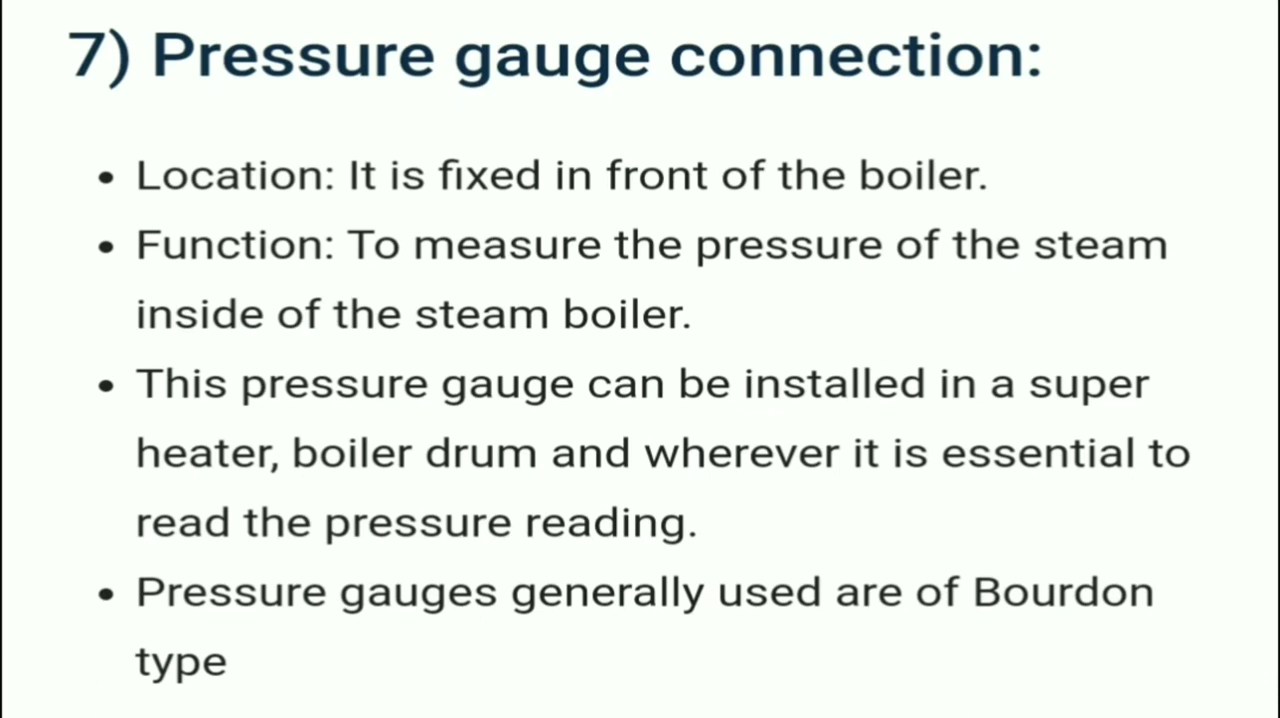 7) Pressure gauge connection:
• Location: It is fixed in front of the boiler.
• Function: To measure the pressure of the steam
inside of the steam boiler.
• This pressure gauge can be installed in a super
heater, boiler drum and wherever it is essential to
read the pressure reading.
• Pressure gauges generally used are of Bourdon
type